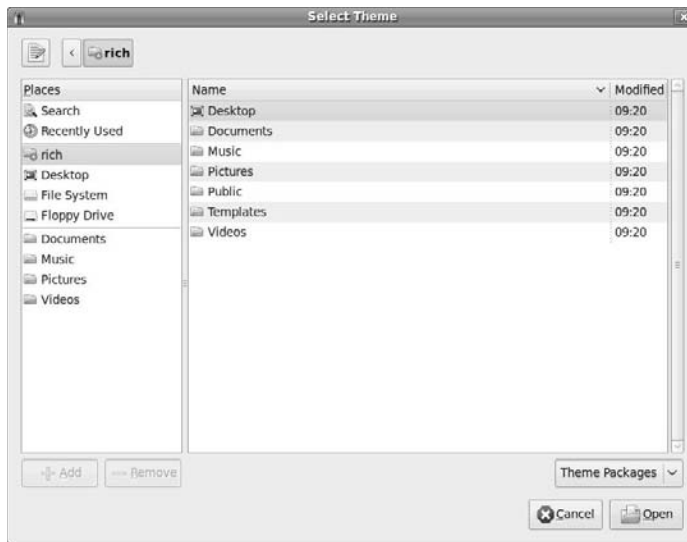 Select Theme
rich
Places
Search
Recently Used
rich
Desktop
File System
Floppy Drive
Documents
Music
Pictures
Videos
Name Modified
Desktop 09:20
Documents 09:20
Music 09:20
Pictures 09:20
Public 09:20
Templates 09:20
Videos 09:20
Add Remove
Theme Packages
Cancel Open